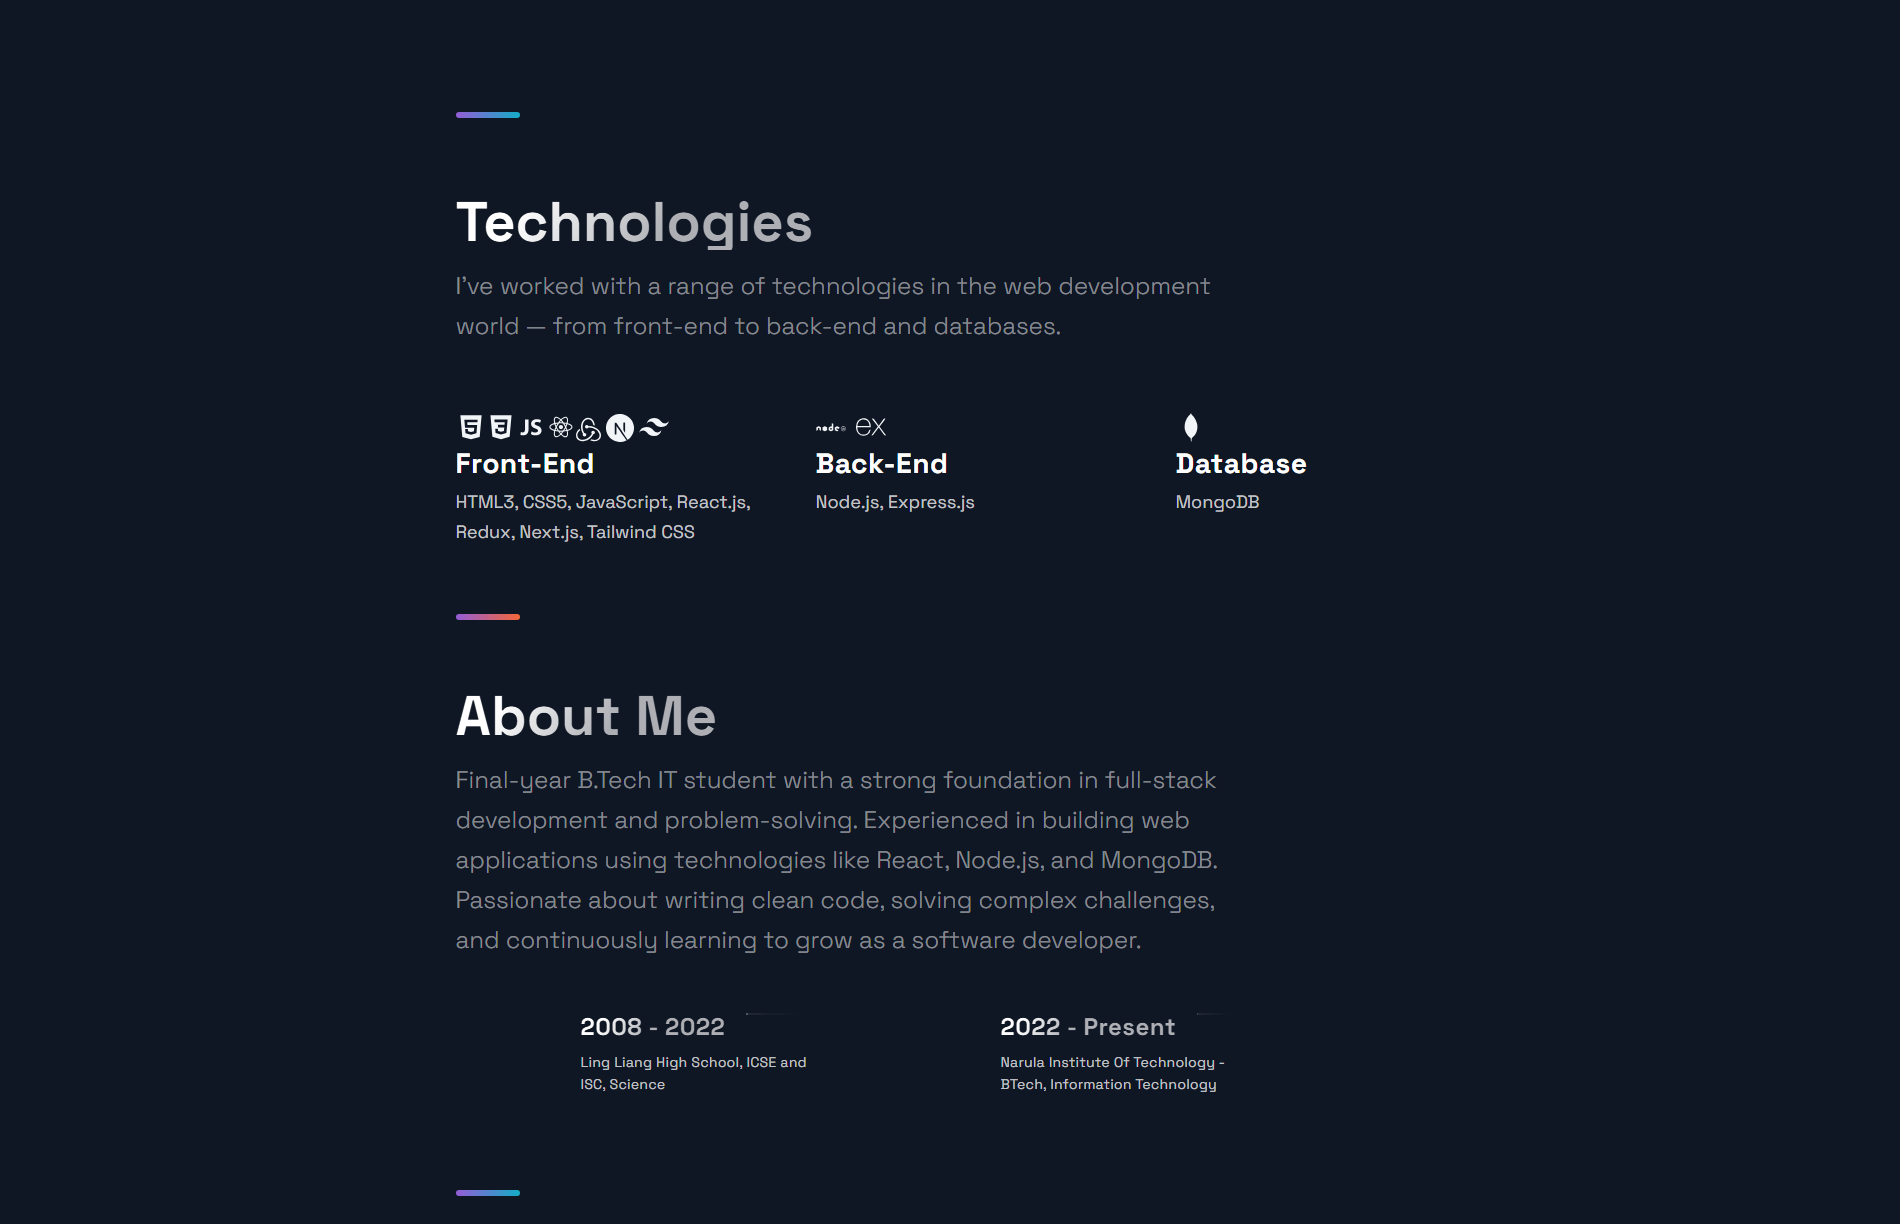 Technologies
I've worked with a range of technologies in the web development
world — from front-end to back-end and databases.
5 3 JS N
node ex
Front-End
HTML3, CSS5, JavaScript, React.js,
Redux, Next.js, Tailwind CSS
Back-End
Node.js, Express.js
Database
MongoDB
About Me
Final-year B.Tech IT student with a strong foundation in full-stack
development and problem-solving. Experienced in building web
applications using technologies like React, Node.js, and MongoDB.
Passionate about writing clean code, solving complex challenges,
and continuously learning to grow as a software developer.
2008 - 2022
Ling Liang High School, ICSE and
ISC, Science
2022 - Present
Narula Institute Of Technology -
BTech, Information Technology